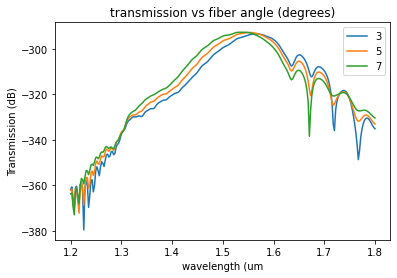 transmission vs fiber angle (degrees)
3
5
7
Transmission (dB)
−300
−320
−340
−360
−380
1.2 1.3 1.4 1.5 1.6 1.7 1.8
wavelength (um